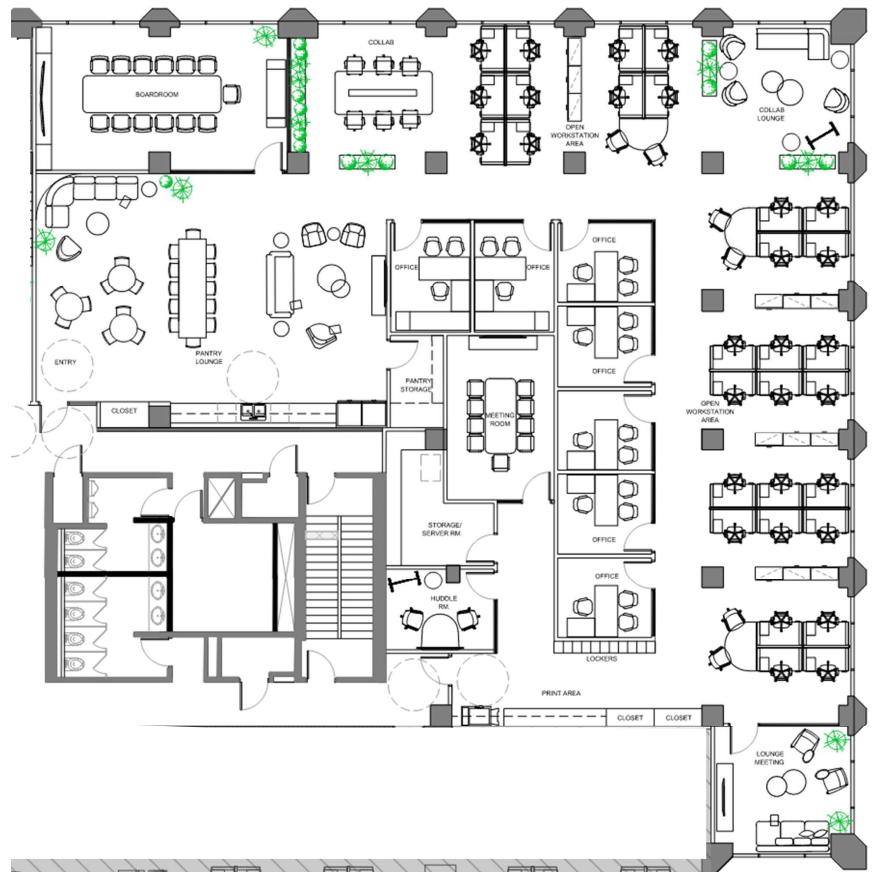 COLLAB
BOARDROOM
COLLAB
LOUNGE
OPEN
WORKSTATION
AREA
OFFICE
OFFICE
OFFICE
OFFICE
PANTRY
LOUNGE
ENTRY
PANTRY
STORAGE
CLOSET
MEETING
ROOM
OPEN
WORKSTATION
AREA
STORAGE/
SERVER RM.
OFFICE
OFFICE
HUDDLE
RM.
LOCKERS
PRINT AREA
CLOSET
CLOSET
LOUNGE
MEETING